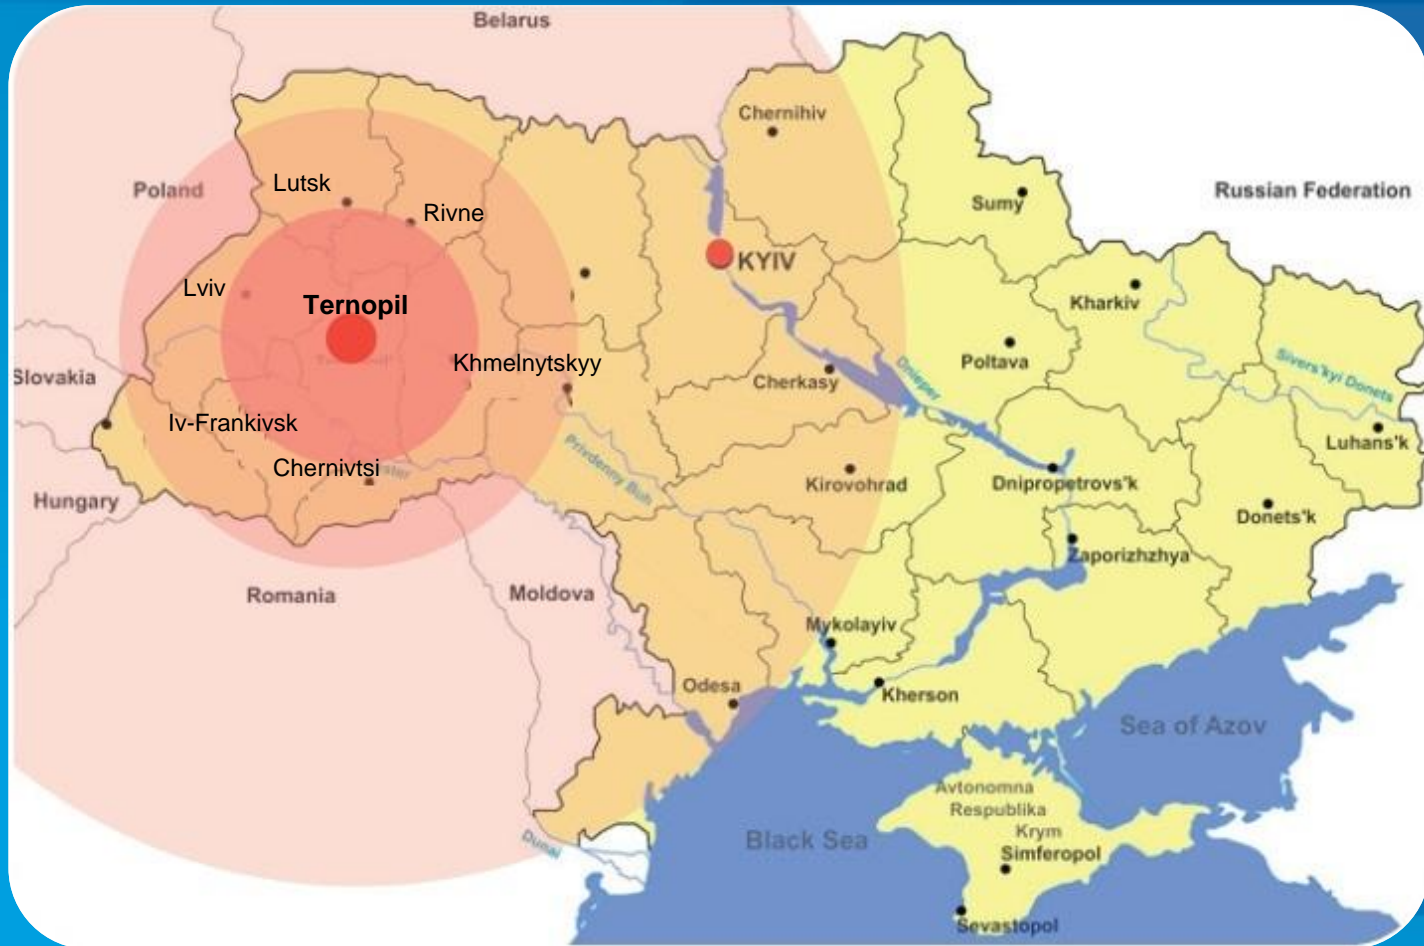 Belarus
Chernihiv
Poland
Lutsk
Rivne
Sumy
Russian Federation
KYIV
Lviv
Ternopil
Kharkiv
Khmelnytskyy
Cherkasy
Dnieper
Poltava
Sivers'kyi Donets
Slovakia
Iv-Frankivsk
Luhans'k
Chernivtsi
Privdenny Buh
Kirovohrad
Dnipropetrovs'k
Hungary
Donets'k
Zaporizhzhya
Romania
Moldova
Mykolayiv
Odesa
Kherson
Sea of Azov
Avtonomna
Respublika
Krym
Black Sea
Dunai
Simferopol
Sevastopol